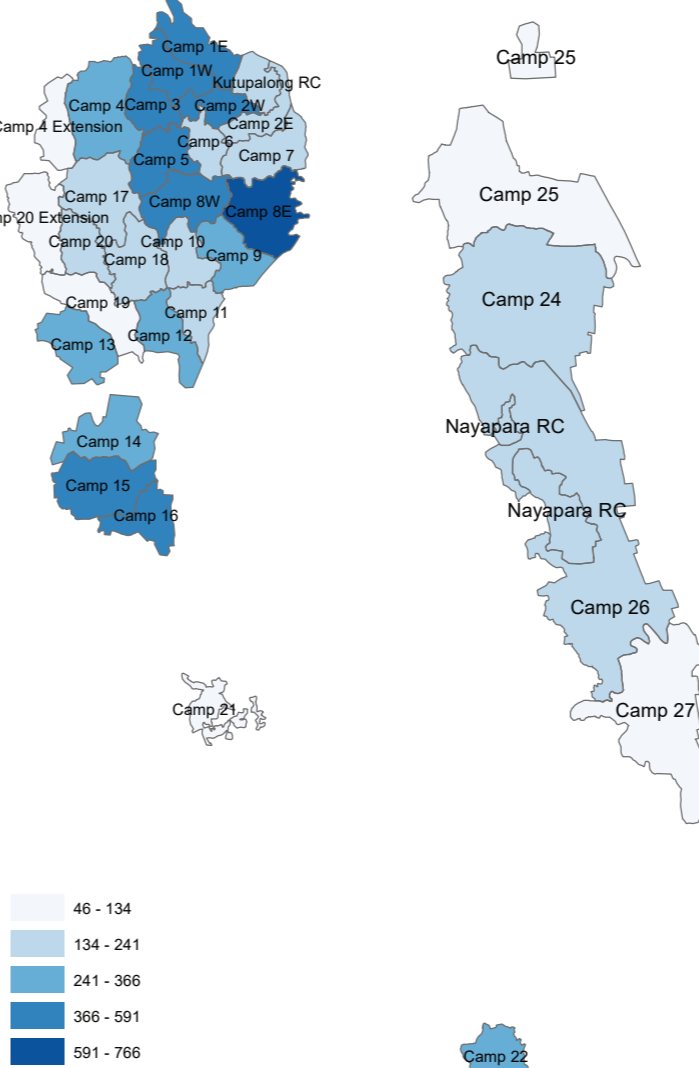 Camp 1E
Camp 25
Camp 1W
Kutupalong RC
Camp 4
Camp 3
Camp 2W
Camp 4 Extension
Camp 2E
Camp 6
Camp 7
Camp 5
Camp 25
Camp 17
Camp 8W
Camp 8E
20 Extension
Camp 20
Camp 10
Camp 18
Camp 9
Camp 24
Camp 19
Camp 11
Camp 12
Camp 13
Nayapara RC
Camp 14
Camp 15
Camp 16
Nayapara RC
Camp 26
Camp 21
Camp 27
46 - 134
134 - 241
241 - 366
366 - 591
591 - 766
Camp 22